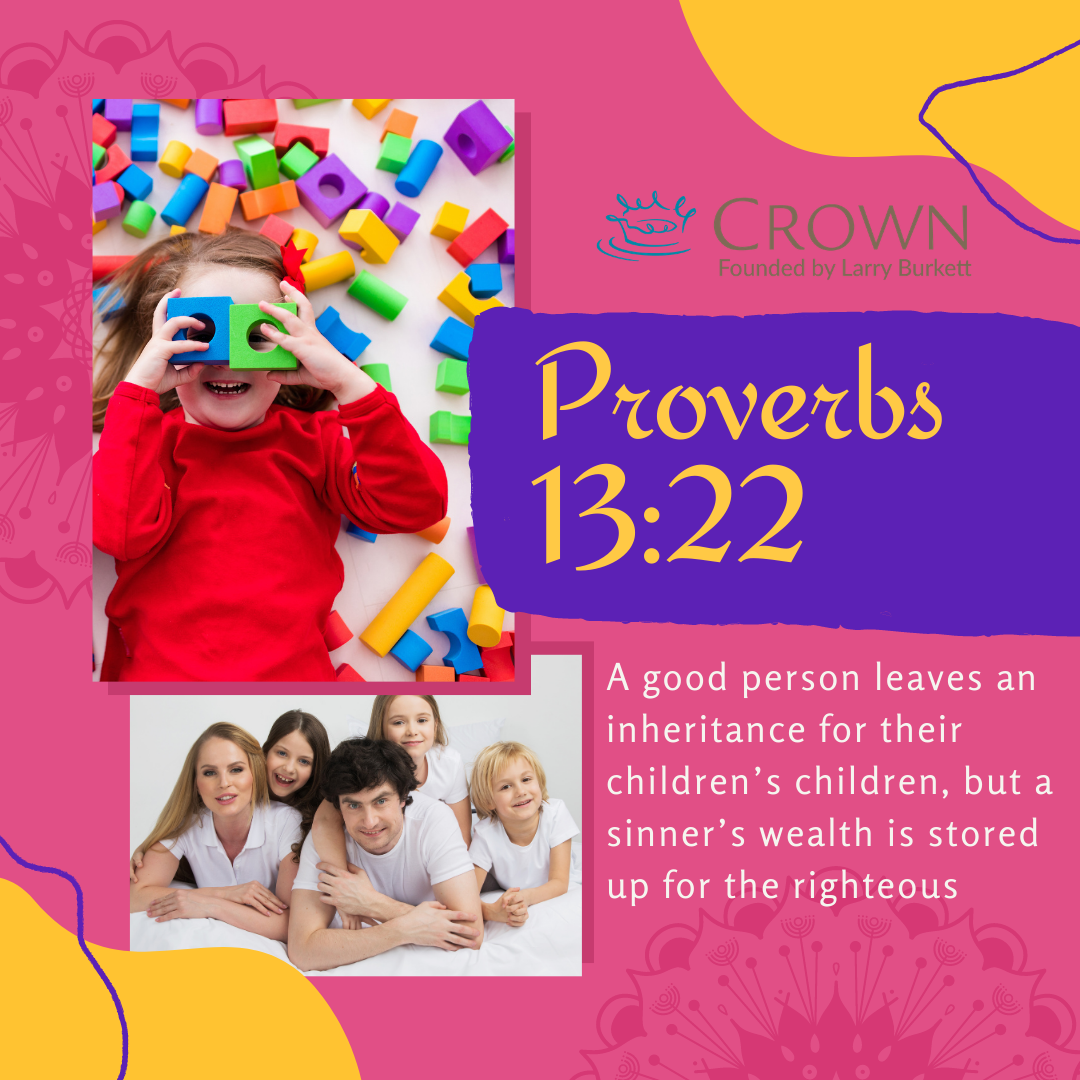 CROWN
Founded by Larry Burkett
Proverbs
13:22
A good person leaves an
inheritance for their
children’s children, but a
sinner’s wealth is stored
up for the righteous